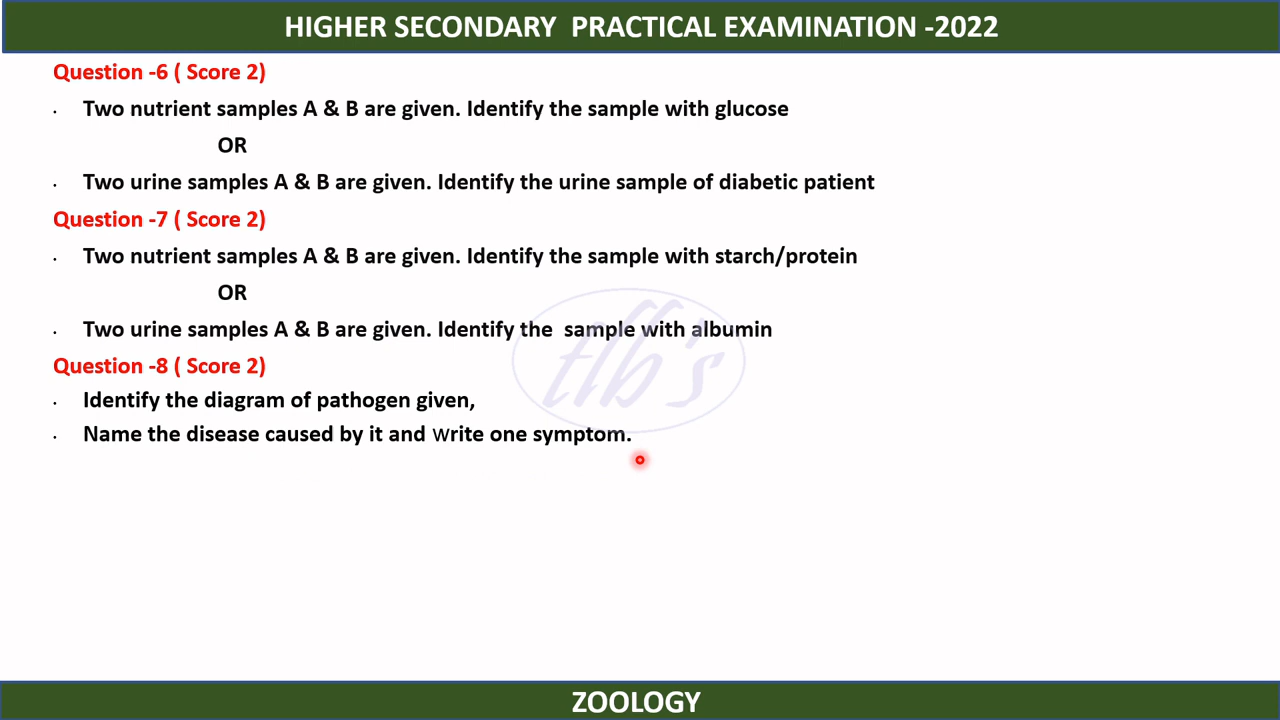 HIGHER SECONDARY PRACTICAL EXAMINATION -2022
Question -6 ( Score 2)
· Two nutrient samples A & B are given. Identify the sample with glucose
OR
· Two urine samples A & B are given. Identify the urine sample of diabetic patient
Question -7 ( Score 2)
· Two nutrient samples A & B are given. Identify the sample with starch/protein
OR
· Two urine samples A & B are given. Identify the sample with albumin
tlb's
Question -8 ( Score 2)
· Identify the diagram of pathogen given,
· Name the disease caused by it and Write one symptom.
ZOOLOGY